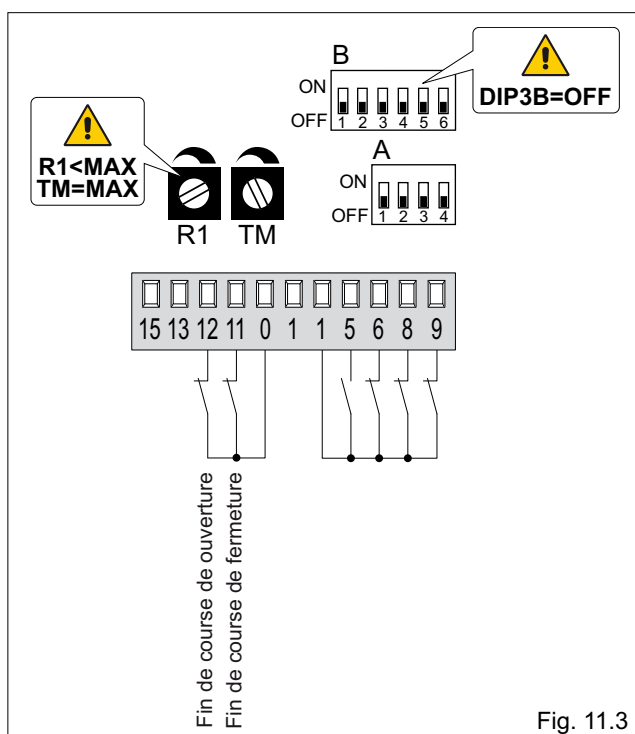 B
ON
OFF
1 2 3 4 5 6
DIP3B=OFF
R1<MAX
TM=MAX
R1 TM
A
ON
OFF
1 2 3 4
15 13 12 11 0 1 1 5 6 8 9
Fin de course de ouverture
Fin de course de fermeture
Fig. 11.3